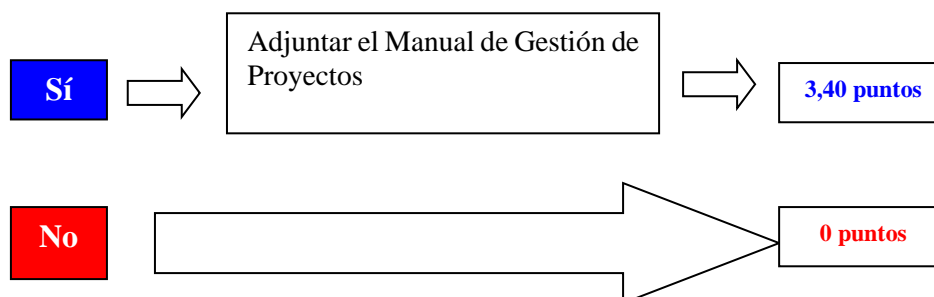 Sí
Adjuntar el Manual de Gestión de
Proyectos
3,40 puntos
No
0 puntos